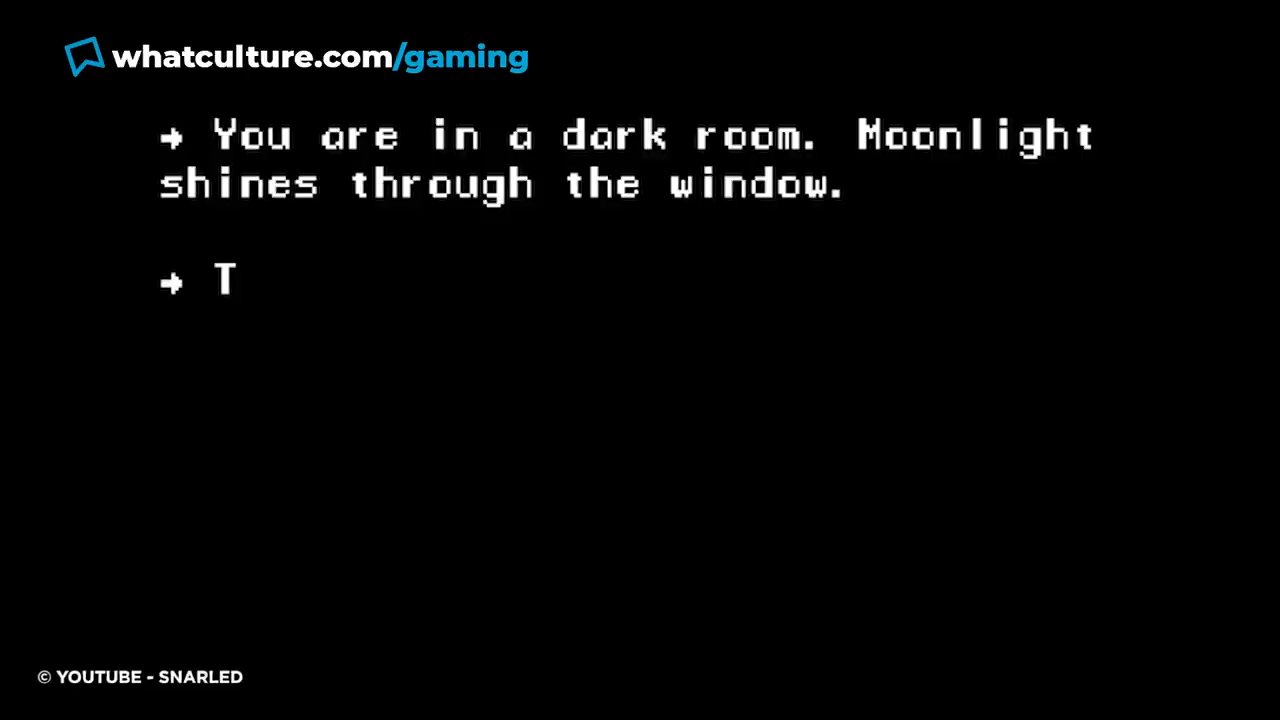 whatculture.com/gaming
→ You are in a dark room. Moonlight
shines through the window.
→ T
© YOUTUBE - SNARLED